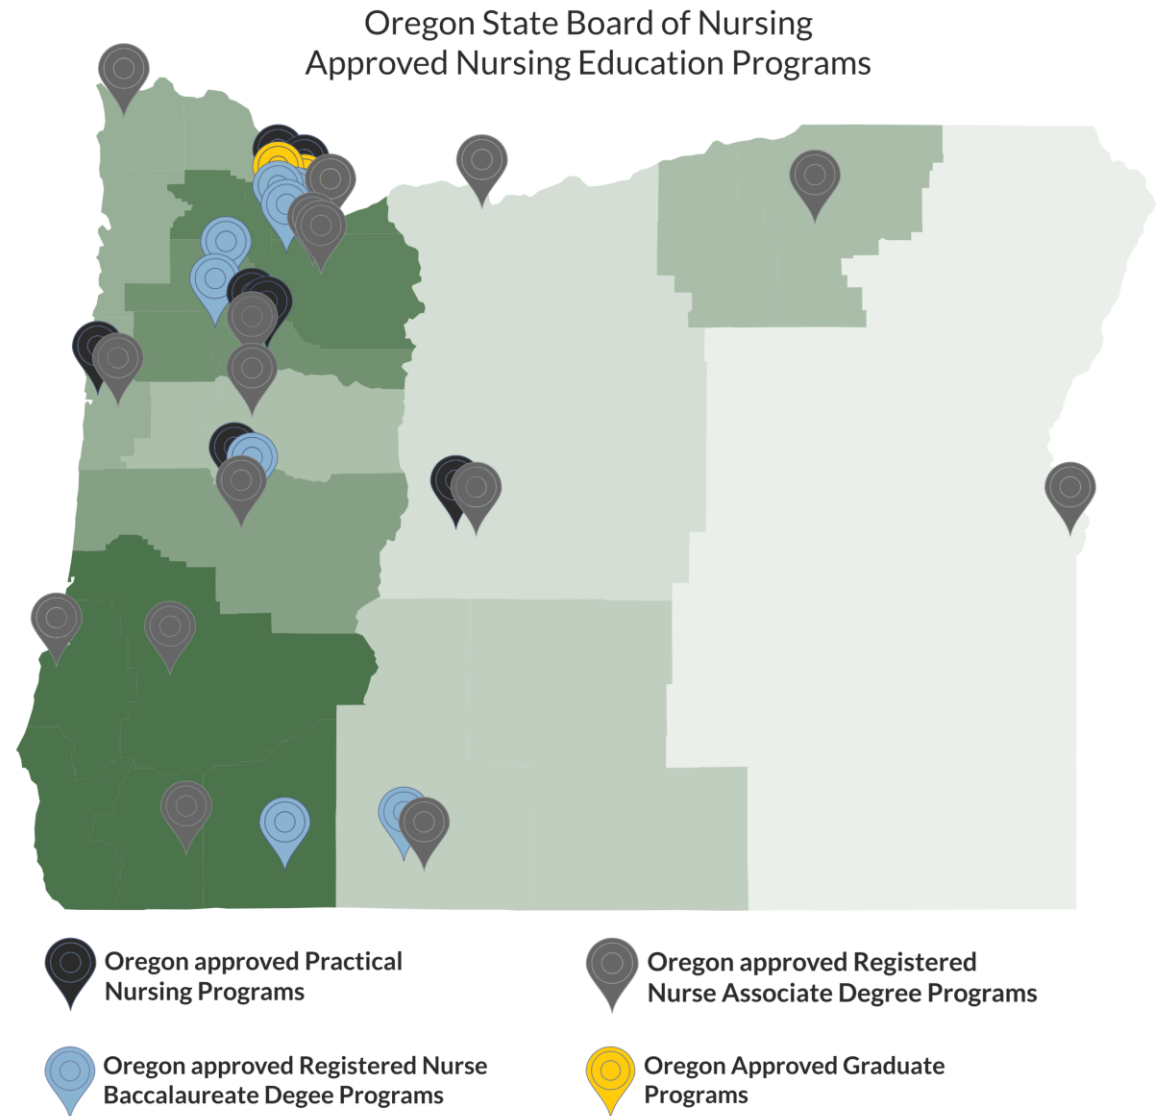 Oregon State Board of Nursing
Approved Nursing Education Programs
Oregon approved Practical
Nursing Programs
Oregon approved Registered
Nurse Associate Degree Programs
Oregon approved Registered Nurse
Baccalaureate Degee Programs
Oregon Approved Graduate
Programs